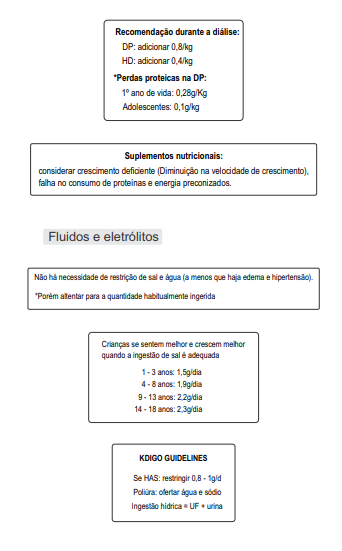 Recomendação durante a diálise:
DP: adicionar 0,8/kg
HD: adicionar 0,4/kg
*Perdas proteicas na DP:
1º ano de vida: 0,28g/Kg
Adolescentes: 0,1g/kg
Suplementos nutricionais:
considerar crescimento deficiente (Diminuição na velocidade de crescimento),
falha no consumo de proteínas e energia preconizados.
Fluidos e eletrólitos
Não há necessidade de restrição de sal e água (a menos que haja edema e hipertensão).
*Porém altentar para a quantidade habitualmente ingerida
Crianças se sentem melhor e crescem melhor
quando a ingestão de sal é adequada
1 - 3 anos: 1,5g/dia
4 - 8 anos: 1,9g/dia
9 - 13 anos: 2,2g/dia
14 - 18 anos: 2,3g/dia
KDIGO GUIDELINES
Se HAS: restringir 0,8 - 1g/d
Poliúra: ofertar água e sódio
Ingestão hídrica = UF + urina